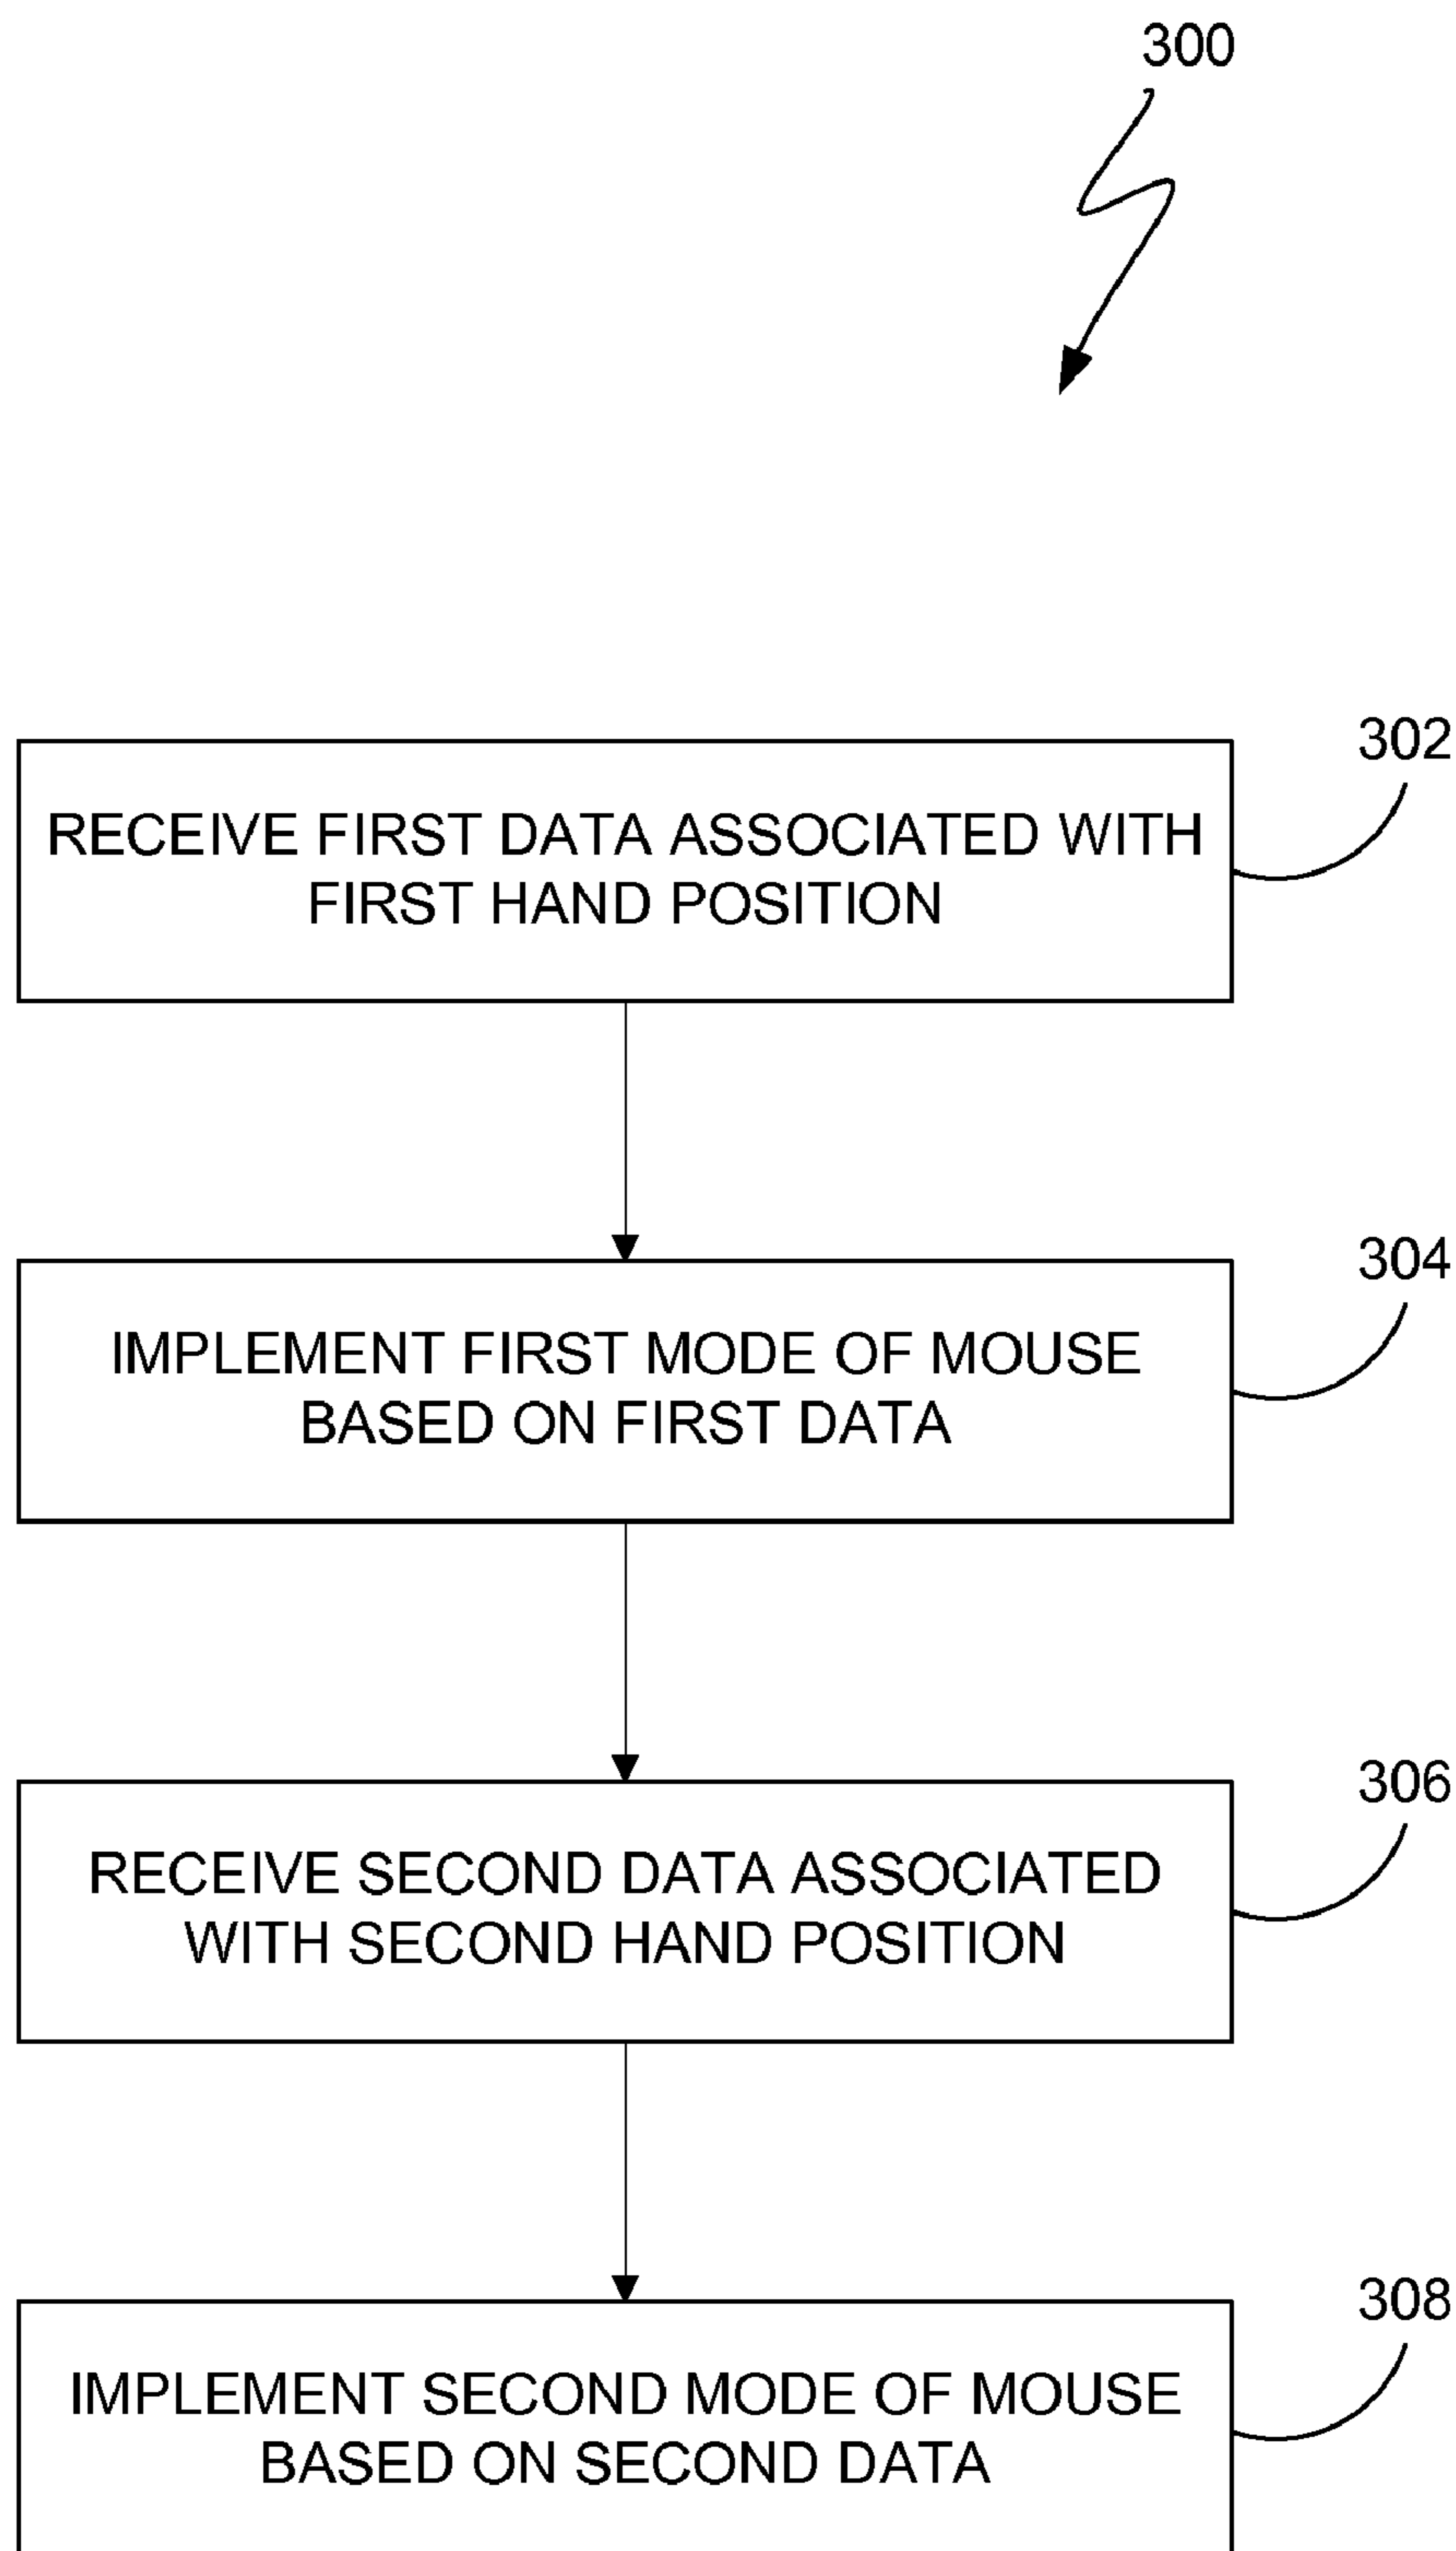 300
302
RECEIVE FIRST DATA ASSOCIATED WITH
FIRST HAND POSITION
304
IMPLEMENT FIRST MODE OF MOUSE
BASED ON FIRST DATA
306
RECEIVE SECOND DATA ASSOCIATED
WITH SECOND HAND POSITION
308
IMPLEMENT SECOND MODE OF MOUSE
BASED ON SECOND DATA